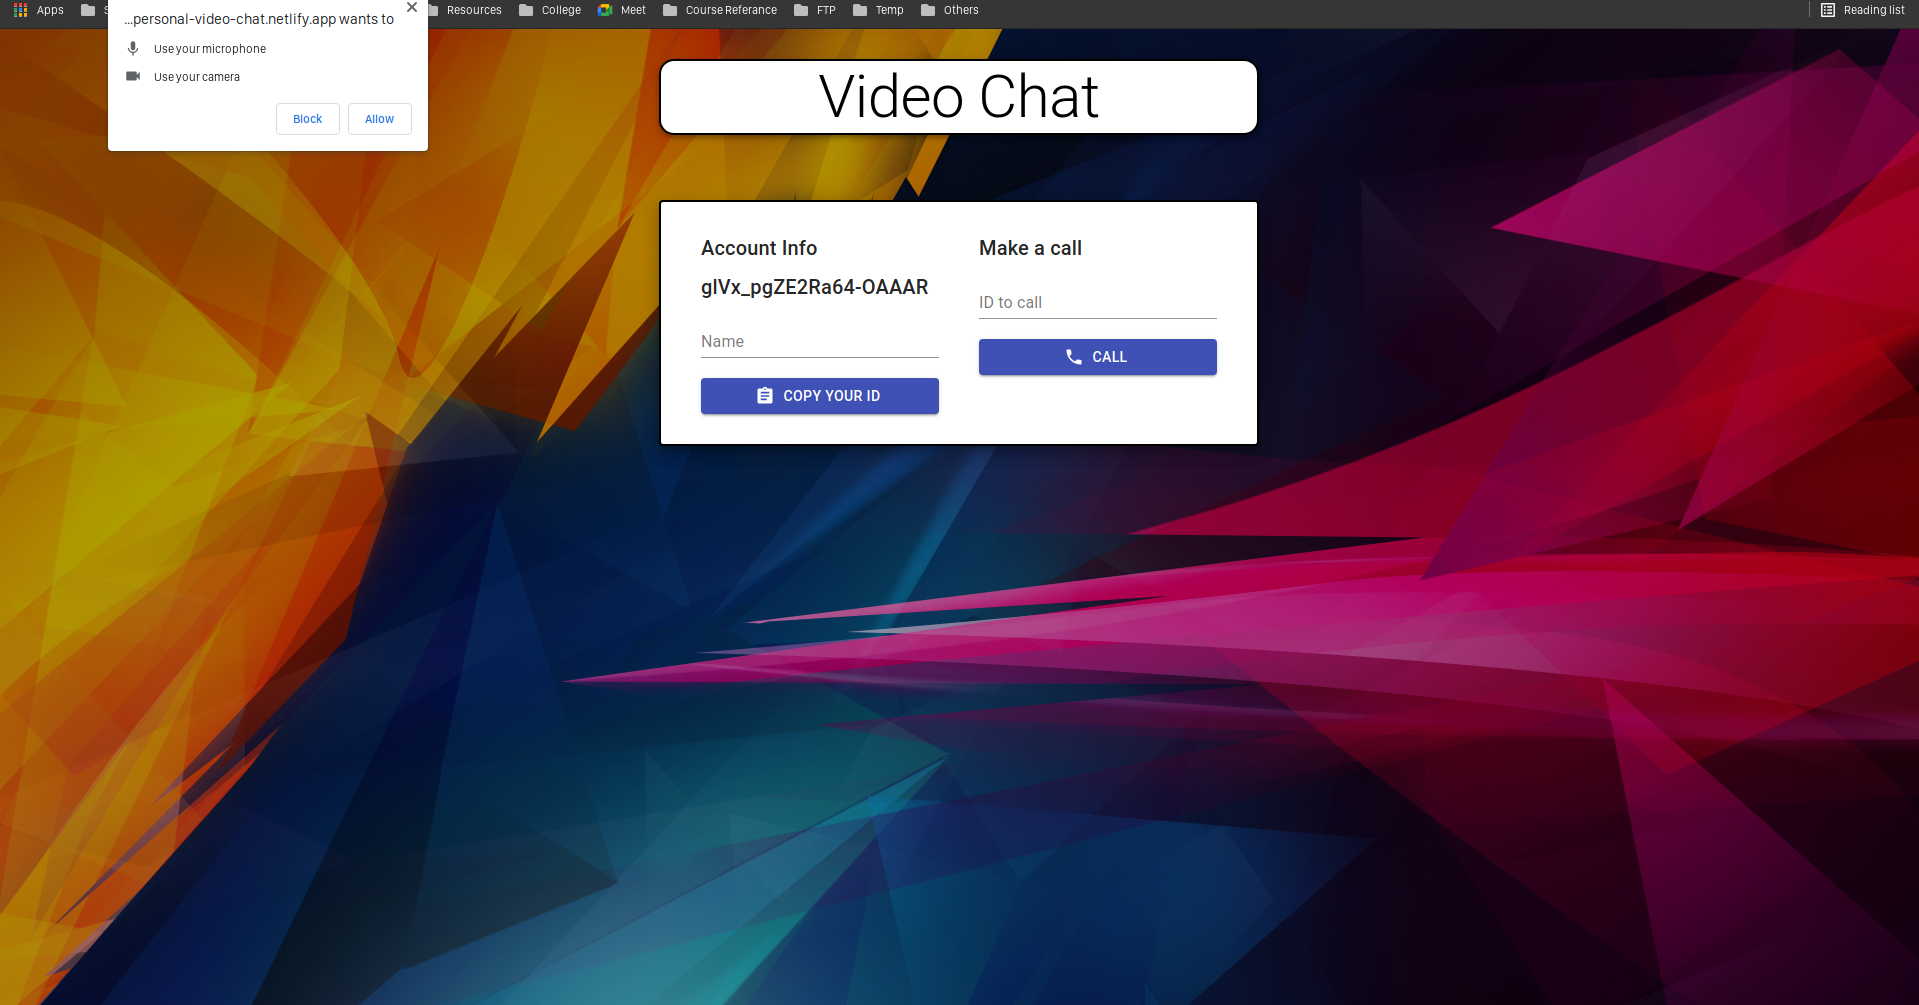 Apps
Resources
College
Meet
Course Referance
FTP
Temp
Others
Reading list
...personal-video-chat.netlify.app wants to
Use your microphone
Use your camera
Block
Allow
Video Chat
Account Info
Make a call
glVx_pgZE2Ra64-OAAAR
ID to call
Name
CALL
COPY YOUR ID